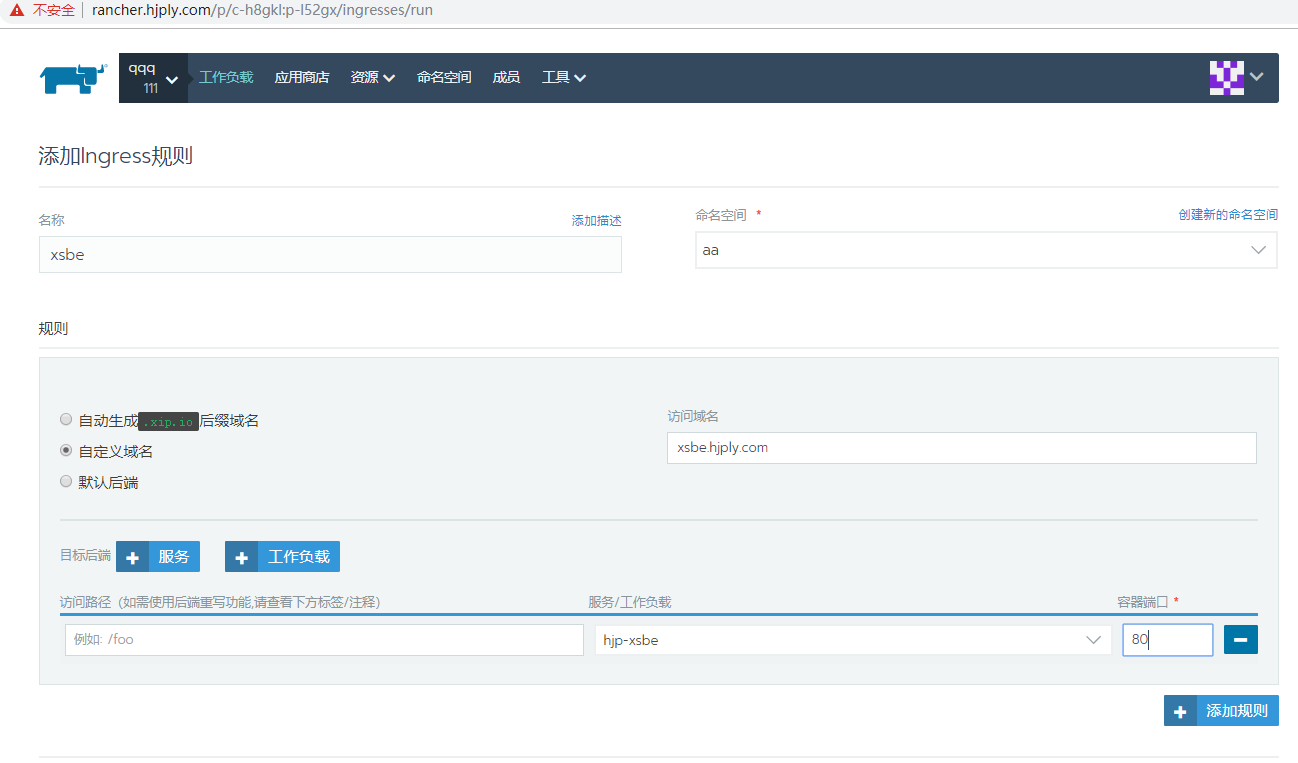 不安全 rancher.hjply.com/p/c-h8gkl:p-l52gx/ingresses/run
qqq
111
工作负载 应用商店 资源 命名空间 成员 工具
添加Ingress规则
名称 添加描述 命名空间 * 创建新的命名空间
xsbe aa
规则
自动生成.xip.io后缀域名 访问域名
自定义域名 xsbe.hjply.com
默认后端
目标后端 + 服务 + 工作负载
访问路径（如需使用后端重写功能,请查看下方标签/注释） 服务/工作负载 容器端口 *
例如: /foo hjp-xsbe 80
+ 添加规则